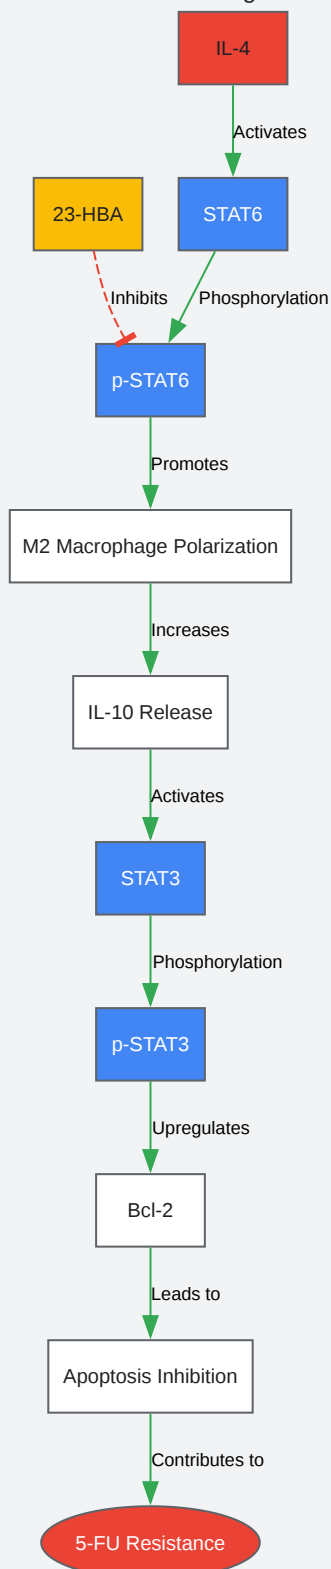 IL-4
Activates
23-HBA
STAT6
Inhibits
Phosphorylation
p-STAT6
Promotes
M2 Macrophage Polarization
Increases
IL-10 Release
Activates
STAT3
Phosphorylation
p-STAT3
Upregulates
Bcl-2
Leads to
Apoptosis Inhibition
Contributes to
5-FU Resistance